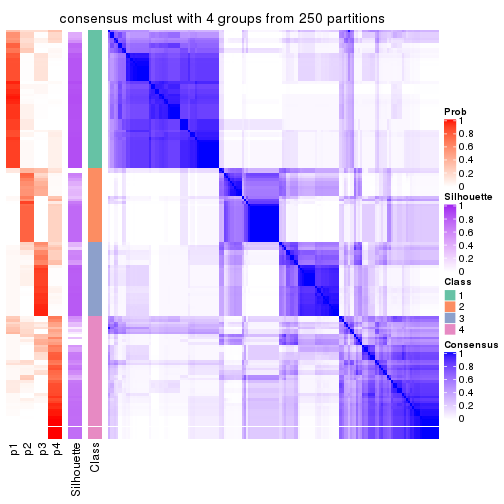 consensus mclust with 4 groups from 250 partitions
Prob
1
0.8
0.6
0.4
0.2
0
Silhouette
1
0.8
0.6
0.4
0.2
0
Class
1
2
3
4
Consensus
1
0.8
0.6
0.4
0.2
0
p1
p2
p3
p4
Silhouette
Class